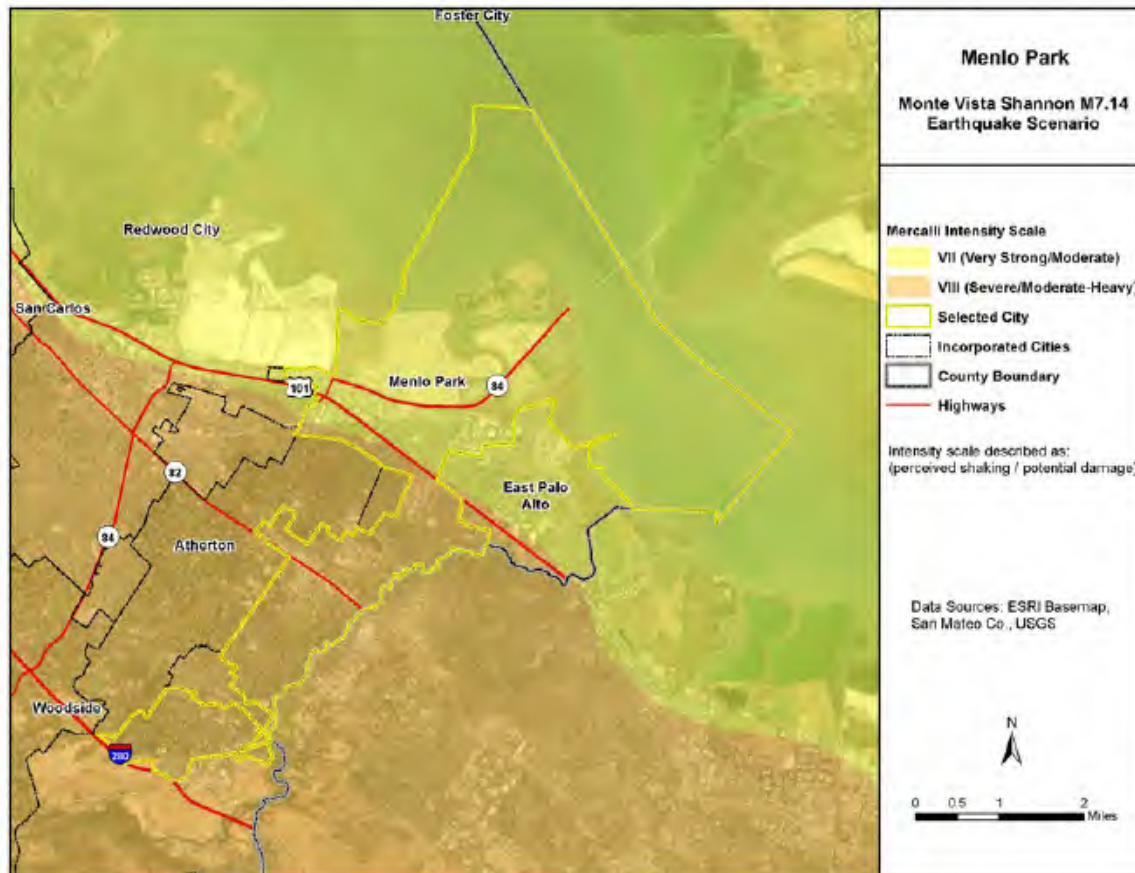 Foster City
Redwood City
San Carlos
101
Menlo Park
84
82
East Palo
Alto
84
Atherton
Woodside
280
Menlo Park
Monte Vista Shannon M7.14
Earthquake Scenario
Mercalli Intensity Scale
VII (Very Strong/Moderate)
VIII (Severe/Moderate-Heavy)
Selected City
Incorporated Cities
County Boundary
Highways
Intensity scale described as:
(perceived shaking / potential damage)
Data Sources: ESRI Basemap,
San Mateo Co., USGS
N
0 0.5 1 2
Miles